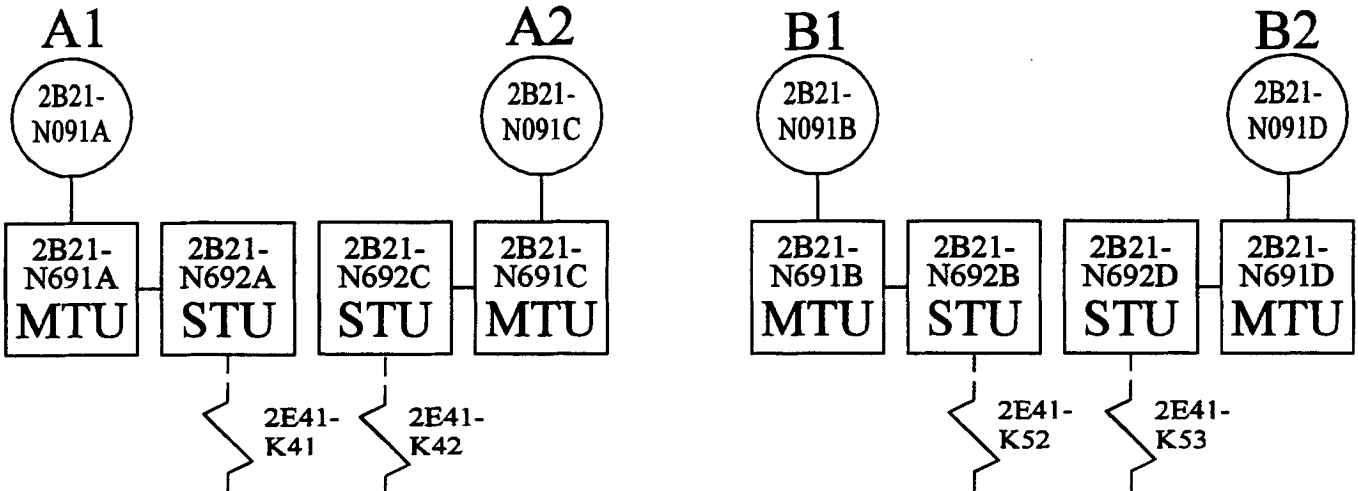 A1
A2
B1
B2
2B21-
N091A
2B21-
N091C
2B21-
N091B
2B21-
N091D
2B21-
N691A
MTU
2B21-
N692A
STU
2B21-
N692C
STU
2B21-
N691C
MTU
2B21-
N691B
MTU
2B21-
N692B
STU
2B21-
N692D
STU
2B21-
N691D
MTU
2E41-
K41
2E41-
K42
2E41-
K52
2E41-
K53